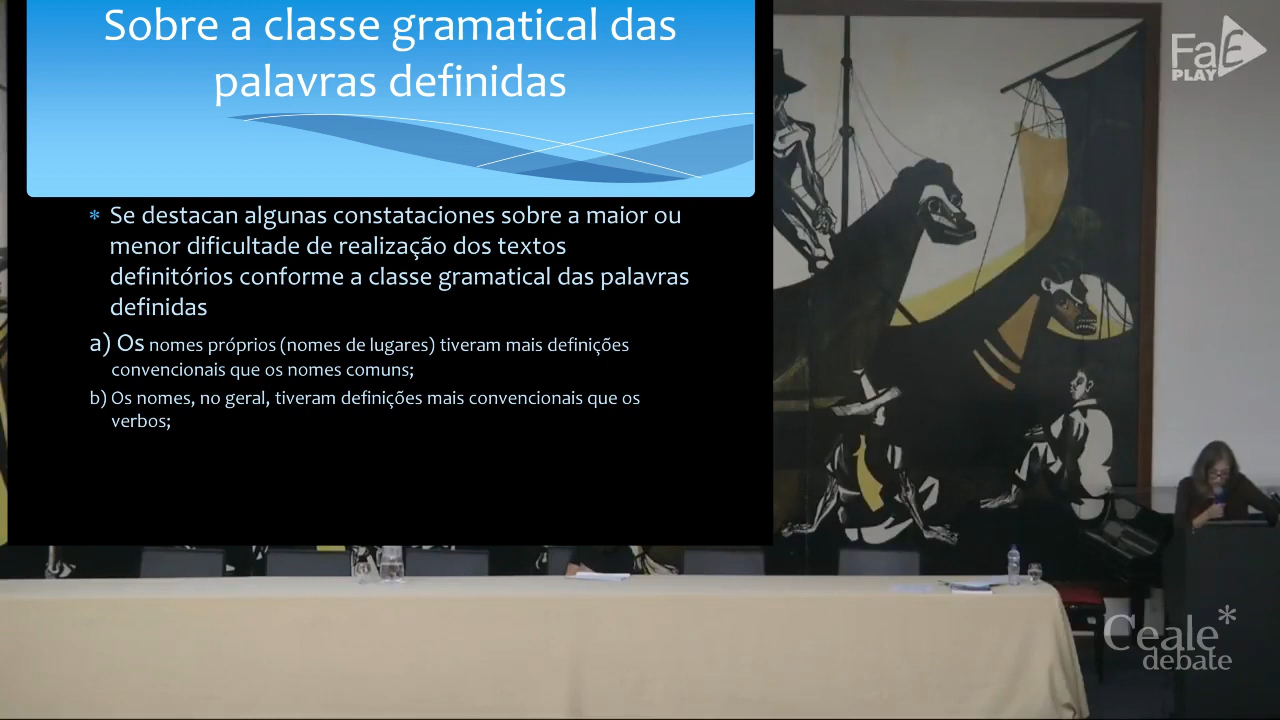 Sobre a classe gramatical das
palavras definidas
* Se destacan algunas constataciones sobre a maior ou
menor dificultade de realização dos textos
definitórios conforme a classe gramatical das palavras
definidas
a) Os nomes próprios (nomes de lugares) tiveram mais definições
convencionais que os nomes comuns;
b) Os nomes, no geral, tiveram definições mais convencionais que os
verbos;
FaE
PLAY
Ceale*
debate